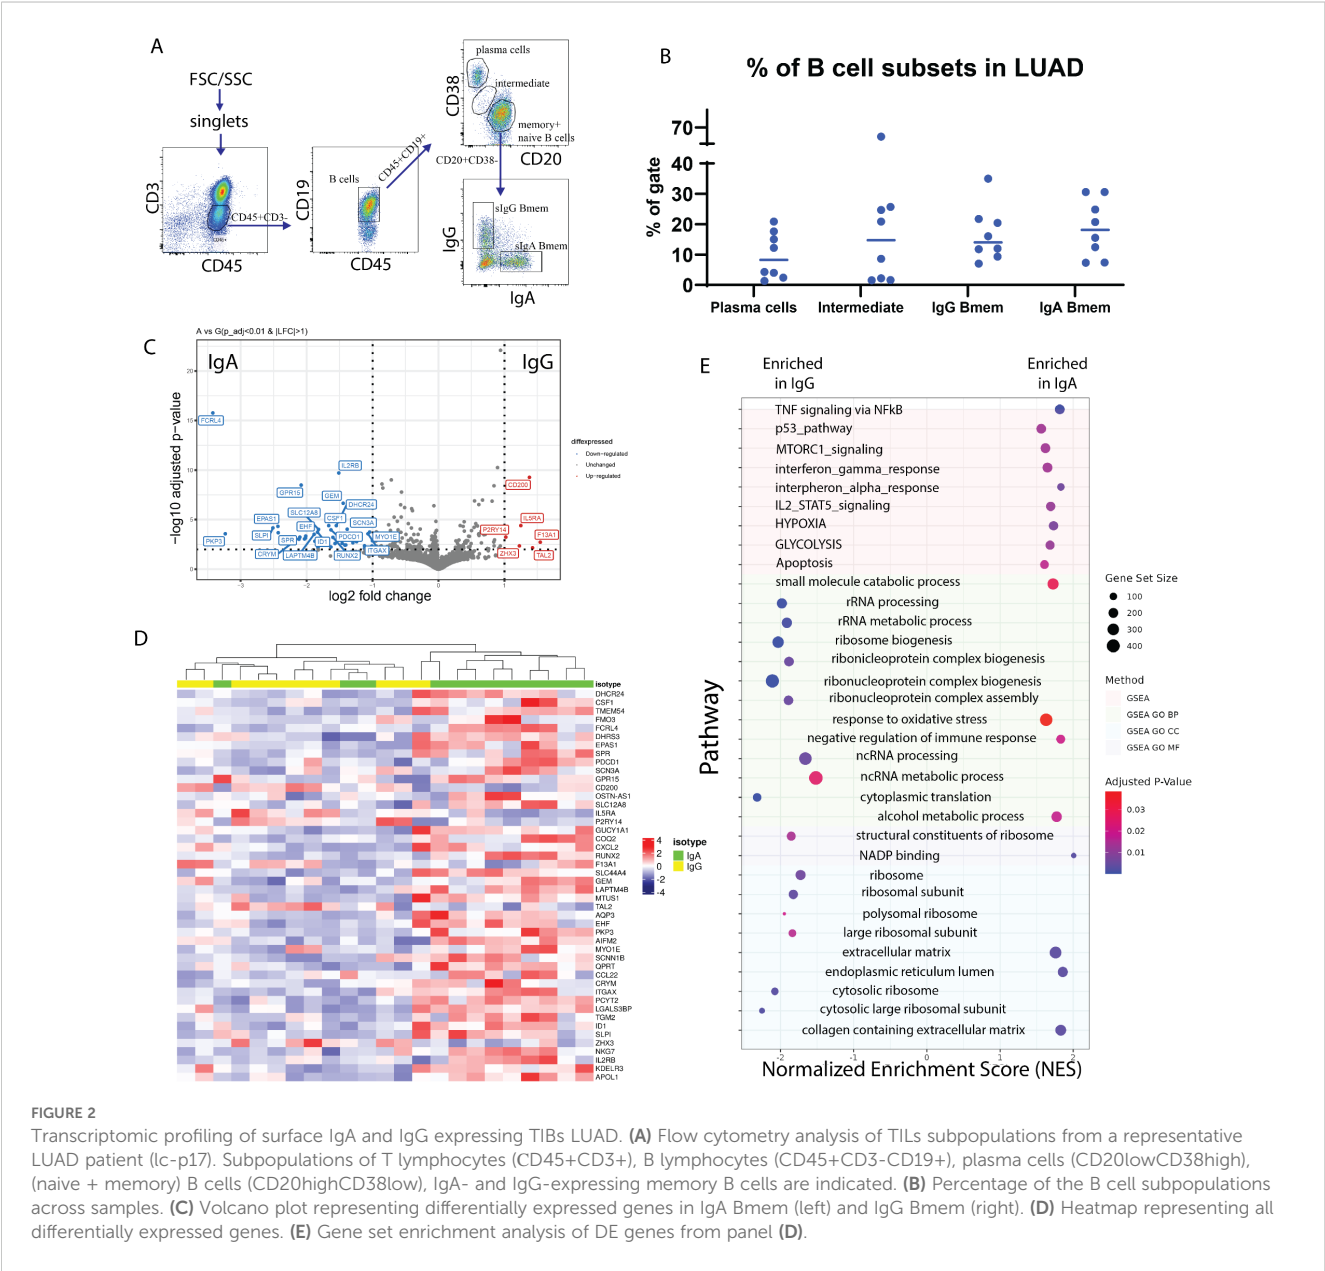 A
FSC/SSC
singlets
CD3
CD45
CD45+CD3-
CD19
B cells
CD45
CD45+CD19+
CD38
plasma cells
intermediate
memory+
naive B cells
CD20
CD20+CD38-
IgG
sIgG Bmem
sIgA Bmem
IgA
B
% of B cell subsets in LUAD
% of gate
70
40
30
20
10
0
Plasma cells
Intermediate
IgG Bmem
IgA Bmem
C
A vs G(p_adj<0.01 & |LFC|>1)
IgA
IgG
−log10 adjusted p-value
20
15
10
5
0
FCRL4
IL2RB
GPR15
GEM
DHCR24
SLC12A8
CSF1
EPAS1
EHF
SCN3A
SLPI
SPR
ID1
PDCD1
MYO1E
PKP3
CRYM
LAPTM4B
RUNX2
ITGAX
CD200
IL5RA
P2RY14
F13A1
ZHX3
TAL2
-3
-2
-1
0
1
log2 fold change
diffexpressed
Down-regulated
Unchanged
Up-regulated
D
isotype
DHCR24
CSF1
TMEM54
FMO3
FCRL4
DHRS3
EPAS1
SPR
PDCD1
SCN3A
GPR15
CD200
OSTN-AS1
SLC12A8
IL5RA
P2RY14
GUCY1A1
COQ2
CXCL2
RUNX2
F13A1
SLC44A4
GEM
LAPTM4B
MTUS1
TAL2
AQP3
EHF
PKP3
AIFM2
MYO1E
SCNN1B
QPRT
CCL22
CRYM
ITGAX
PCYT2
LGALS3BP
TGM2
ID1
SLPI
ZHX3
NKG7
IL2RB
KDELR3
APOL1
4
2
0
-2
-4
isotype
IgA
IgG
E
Enriched
in IgG
Enriched
in IgA
Pathway
TNF signaling via NFkB
p53_pathway
MTORC1_signaling
interferon_gamma_response
interpheron_alpha_response
IL2_STAT5_signaling
HYPOXIA
GLYCOLYSIS
Apoptosis
small molecule catabolic process
rRNA processing
rRNA metabolic process
ribosome biogenesis
ribonicleoprotein complex biogenesis
ribonucleoprotein complex biogenesis
ribonucleoprotein complex assembly
response to oxidative stress
negative regulation of immune response
ncRNA processing
ncRNA metabolic process
cytoplasmic translation
alcohol metabolic process
structural constituents of ribosome
NADP binding
ribosome
ribosomal subunit
polysomal ribosome
large ribosomal subunit
extracellular matrix
endoplasmic reticulum lumen
cytosolic ribosome
cytosolic large ribosomal subunit
collagen containing extracellular matrix
-2
-1
0
1
2
Normalized Enrichment Score (NES)
Gene Set Size
100
200
300
400
Method
GSEA
GSEA GO BP
GSEA GO CC
GSEA GO MF
Adjusted P-Value
0.03
0.02
0.01
FIGURE 2
Transcriptomic profiling of surface IgA and IgG expressing TIBs LUAD. (A) Flow cytometry analysis of TILs subpopulations from a representative
LUAD patient (lc-p17). Subpopulations of T lymphocytes (CD45+CD3+), B lymphocytes (CD45+CD3-CD19+), plasma cells (CD20lowCD38high),
(naive + memory) B cells (CD20highCD38low), IgA- and IgG-expressing memory B cells are indicated. (B) Percentage of the B cell subpopulations
across samples. (C) Volcano plot representing differentially expressed genes in IgA Bmem (left) and IgG Bmem (right). (D) Heatmap representing all
differentially expressed genes. (E) Gene set enrichment analysis of DE genes from panel (D).